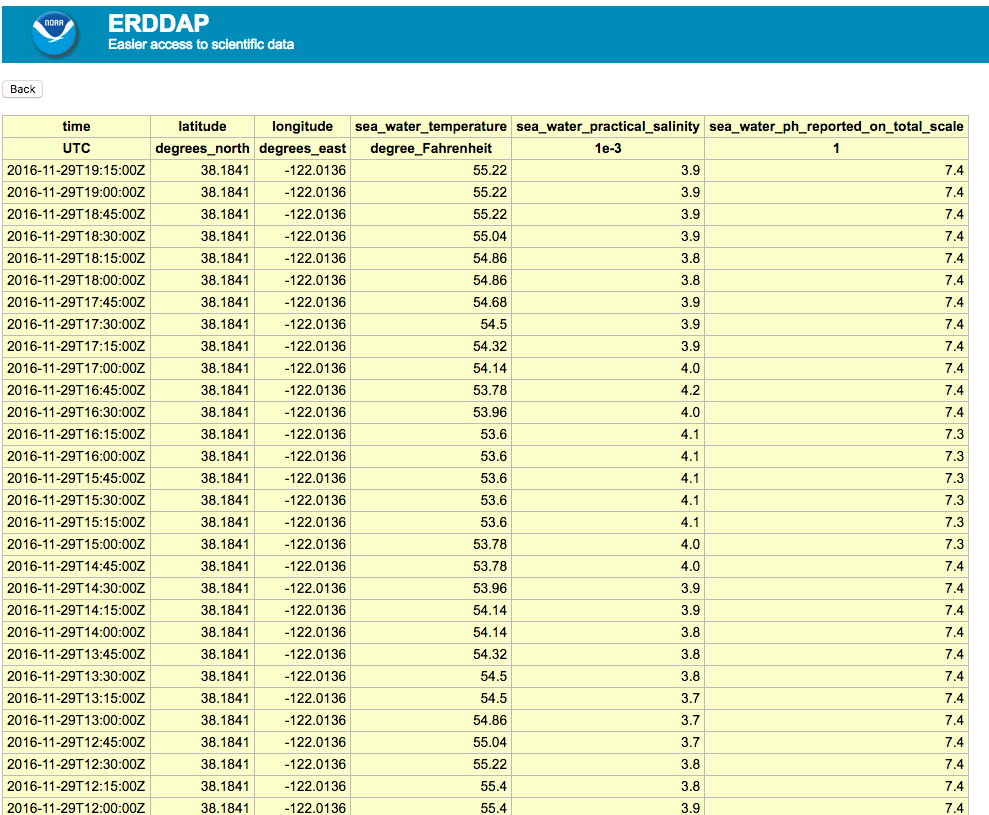 NOAA
ERDDAP
Easier access to scientific data
Back
time latitude longitude sea_water_temperature sea_water_practical_salinity sea_water_ph_reported_on_total_scale
UTC degrees_north degrees_east degree_Fahrenheit 1e-3 1
2016-11-29T19:15:00Z 38.1841 -122.0136 55.22 3.9 7.4
2016-11-29T19:00:00Z 38.1841 -122.0136 55.22 3.9 7.4
2016-11-29T18:45:00Z 38.1841 -122.0136 55.22 3.9 7.4
2016-11-29T18:30:00Z 38.1841 -122.0136 55.04 3.9 7.4
2016-11-29T18:15:00Z 38.1841 -122.0136 54.86 3.8 7.4
2016-11-29T18:00:00Z 38.1841 -122.0136 54.86 3.8 7.4
2016-11-29T17:45:00Z 38.1841 -122.0136 54.68 3.9 7.4
2016-11-29T17:30:00Z 38.1841 -122.0136 54.5 3.9 7.4
2016-11-29T17:15:00Z 38.1841 -122.0136 54.32 3.9 7.4
2016-11-29T17:00:00Z 38.1841 -122.0136 54.14 4.0 7.4
2016-11-29T16:45:00Z 38.1841 -122.0136 53.78 4.2 7.4
2016-11-29T16:30:00Z 38.1841 -122.0136 53.96 4.0 7.4
2016-11-29T16:15:00Z 38.1841 -122.0136 53.6 4.1 7.3
2016-11-29T16:00:00Z 38.1841 -122.0136 53.6 4.1 7.3
2016-11-29T15:45:00Z 38.1841 -122.0136 53.6 4.1 7.3
2016-11-29T15:30:00Z 38.1841 -122.0136 53.6 4.1 7.3
2016-11-29T15:15:00Z 38.1841 -122.0136 53.6 4.1 7.3
2016-11-29T15:00:00Z 38.1841 -122.0136 53.78 4.0 7.3
2016-11-29T14:45:00Z 38.1841 -122.0136 53.78 4.0 7.4
2016-11-29T14:30:00Z 38.1841 -122.0136 53.96 3.9 7.4
2016-11-29T14:15:00Z 38.1841 -122.0136 54.14 3.9 7.4
2016-11-29T14:00:00Z 38.1841 -122.0136 54.14 3.8 7.4
2016-11-29T13:45:00Z 38.1841 -122.0136 54.32 3.8 7.4
2016-11-29T13:30:00Z 38.1841 -122.0136 54.5 3.8 7.4
2016-11-29T13:15:00Z 38.1841 -122.0136 54.5 3.7 7.4
2016-11-29T13:00:00Z 38.1841 -122.0136 54.86 3.7 7.4
2016-11-29T12:45:00Z 38.1841 -122.0136 55.04 3.7 7.4
2016-11-29T12:30:00Z 38.1841 -122.0136 55.22 3.8 7.4
2016-11-29T12:15:00Z 38.1841 -122.0136 55.4 3.8 7.4
2016-11-29T12:00:00Z 38.1841 -122.0136 55.4 3.9 7.4